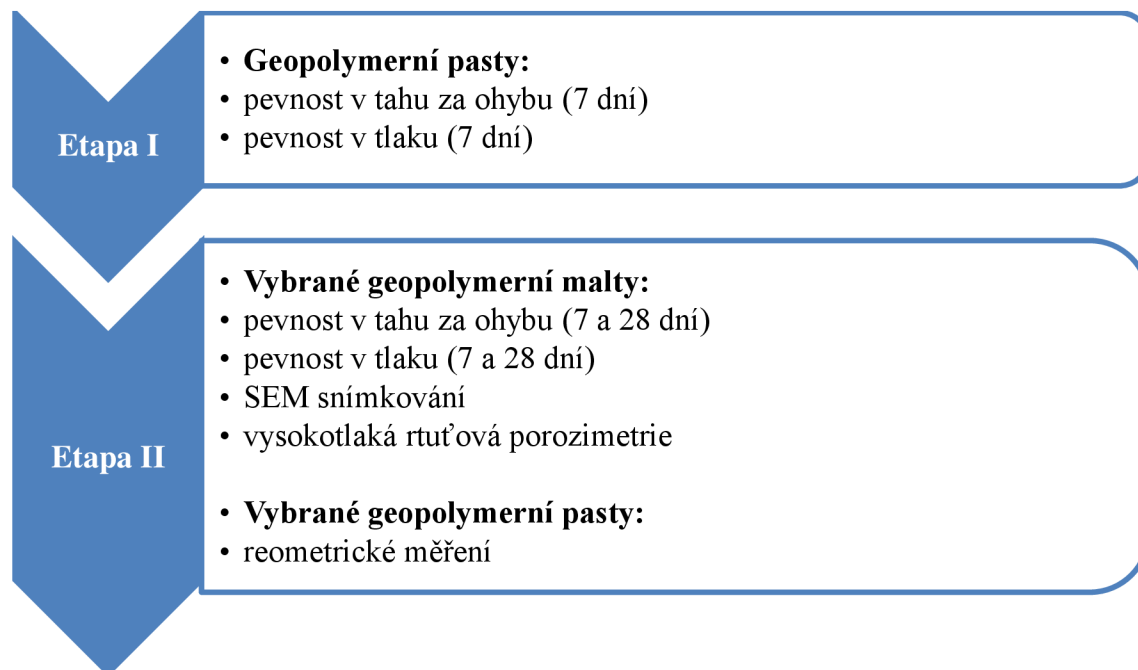 Etapa I
• Geopolymerní pasty:
• pevnost v tahu za ohybu (7 dní)
• pevnost v tlaku (7 dní)
Etapa II
• Vybrané geopolymerní malty:
• pevnost v tahu za ohybu (7 a 28 dní)
• pevnost v tlaku (7 a 28 dní)
• SEM snímkování
• vysokotlaká rtuťová porozimetrie
• Vybrané geopolymerní pasty:
• reometrické měření